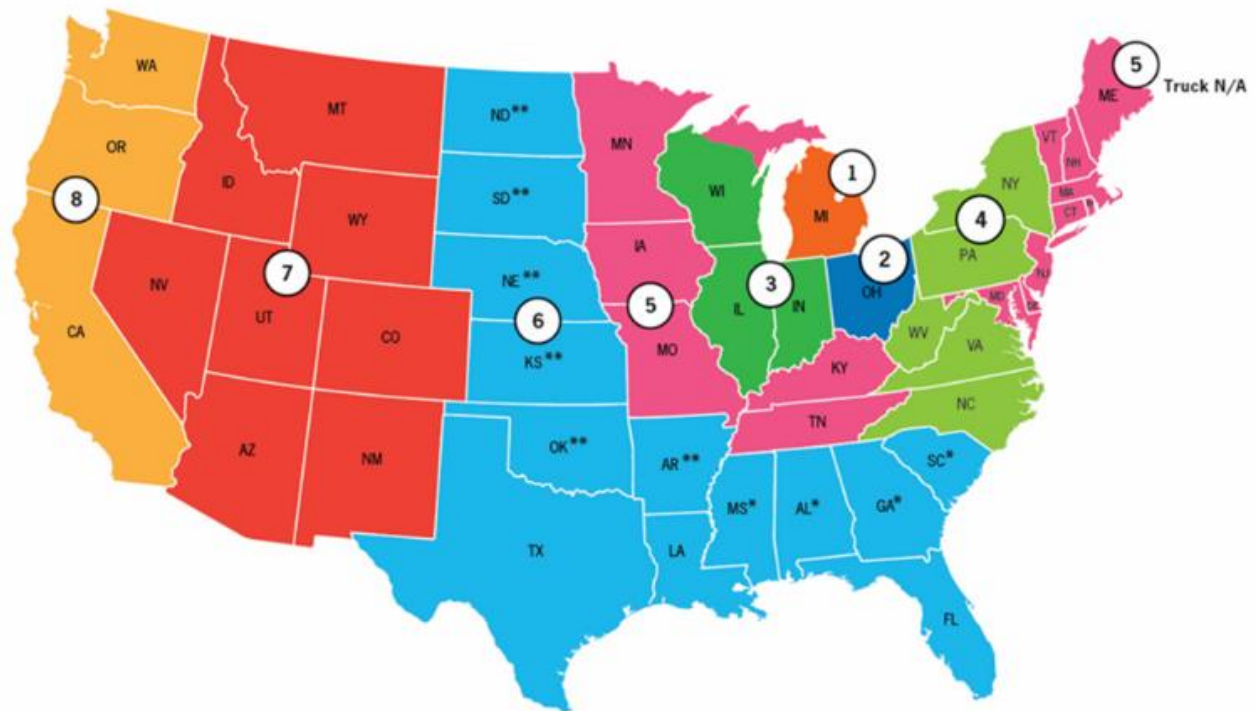 5
Truck N/A
ME
WA
MT
ND**
MN
VT
NH
OR
ID
SD**
WI
1
MI
NY
MA
CT
8
WY
IA
4
PA
NJ
7
NE**
5
3
2
OH
MD
NV
UT
6
IL
IN
WV
VA
CA
CO
KS**
MO
KY
NC
TN
AZ
NM
OK**
AR**
SC*
MS*
AL*
GA*
TX
LA
FL